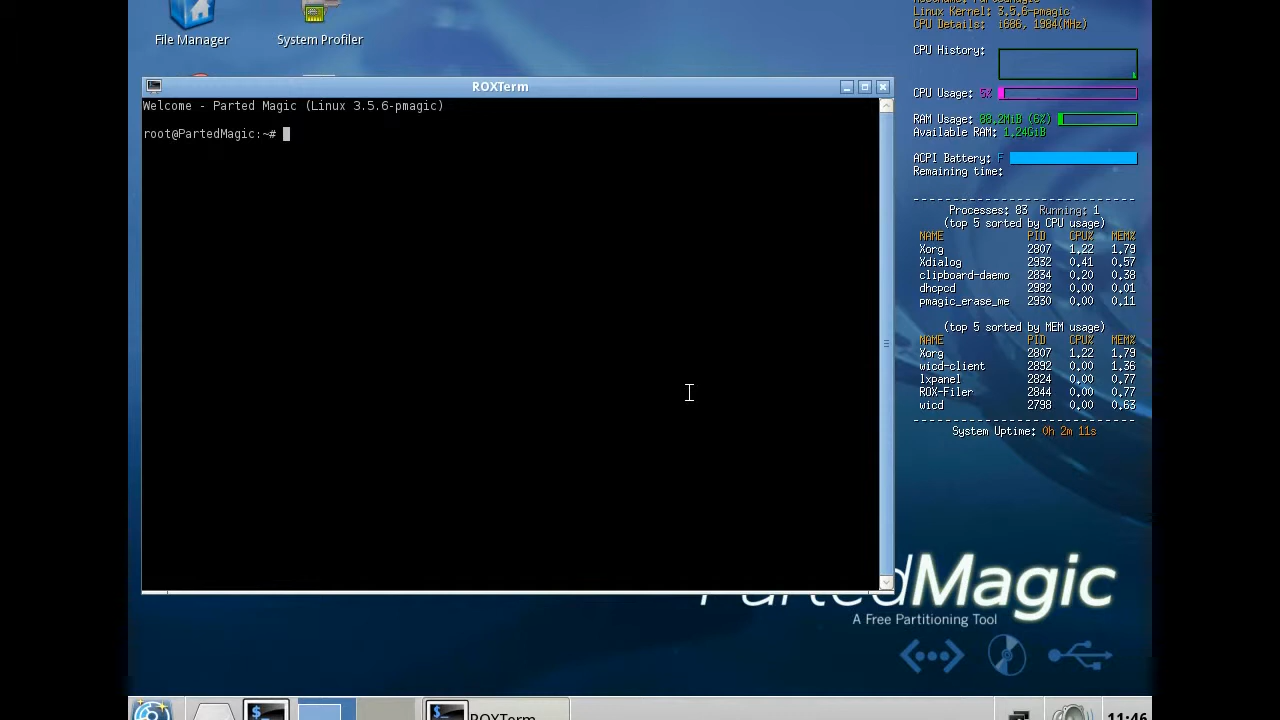 File Manager
System Profiler
Linux Kernel: 3.5.6-pmagic
CPU Details: i686, 1984(MHz)
CPU History:
CPU Usage: 5%
RAM Usage: 88.2MiB (6%)
Available RAM: 1.24GiB
ACPI Battery: F
Remaining time:
Processes: 83 Running: 1
(top 5 sorted by CPU usage)
NAME PID CPU% MEM%
Xorg 2807 1.22 1.79
Xdialog 2932 0.41 0.57
clipboard-daemo 2834 0.20 0.38
dhcpcd 2982 0.00 0.01
pmagic_erase_me 2930 0.00 0.11
(top 5 sorted by MEM usage)
NAME PID CPU% MEM%
Xorg 2807 1.22 1.79
wicd-client 2892 0.00 1.36
lxpanel 2824 0.00 0.77
ROX-Filer 2844 0.00 0.77
wicd 2798 0.00 0.63
System Uptime: 0h 2m 11s
ROXTerm
Welcome - Parted Magic (Linux 3.5.6-pmagic)
root@PartedMagic:~#
PartedMagic
A Free Partitioning Tool
ROXTerm
11:46